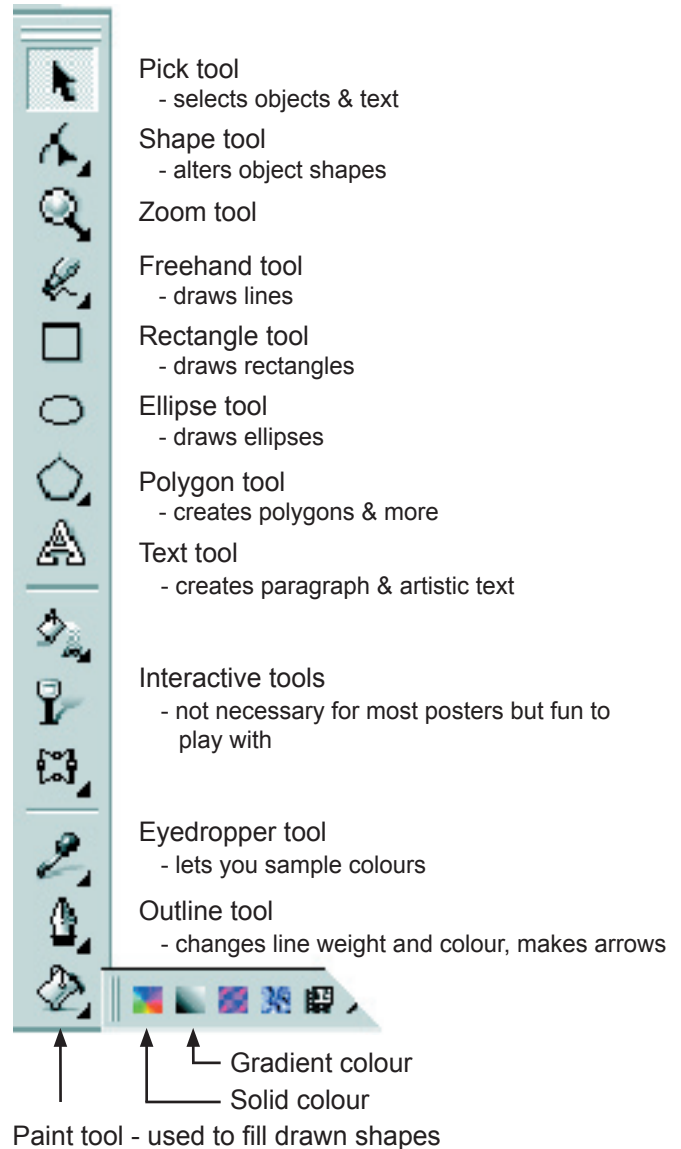 Pick tool
- selects objects & text
Shape tool
- alters object shapes
Zoom tool
Freehand tool
- draws lines
Rectangle tool
- draws rectangles
Ellipse tool
- draws ellipses
Polygon tool
- creates polygons & more
Text tool
- creates paragraph & artistic text
Interactive tools
- not necessary for most posters but fun to
play with
Eyedropper tool
- lets you sample colours
Outline tool
- changes line weight and colour, makes arrows
Gradient colour
Solid colour
Paint tool - used to fill drawn shapes